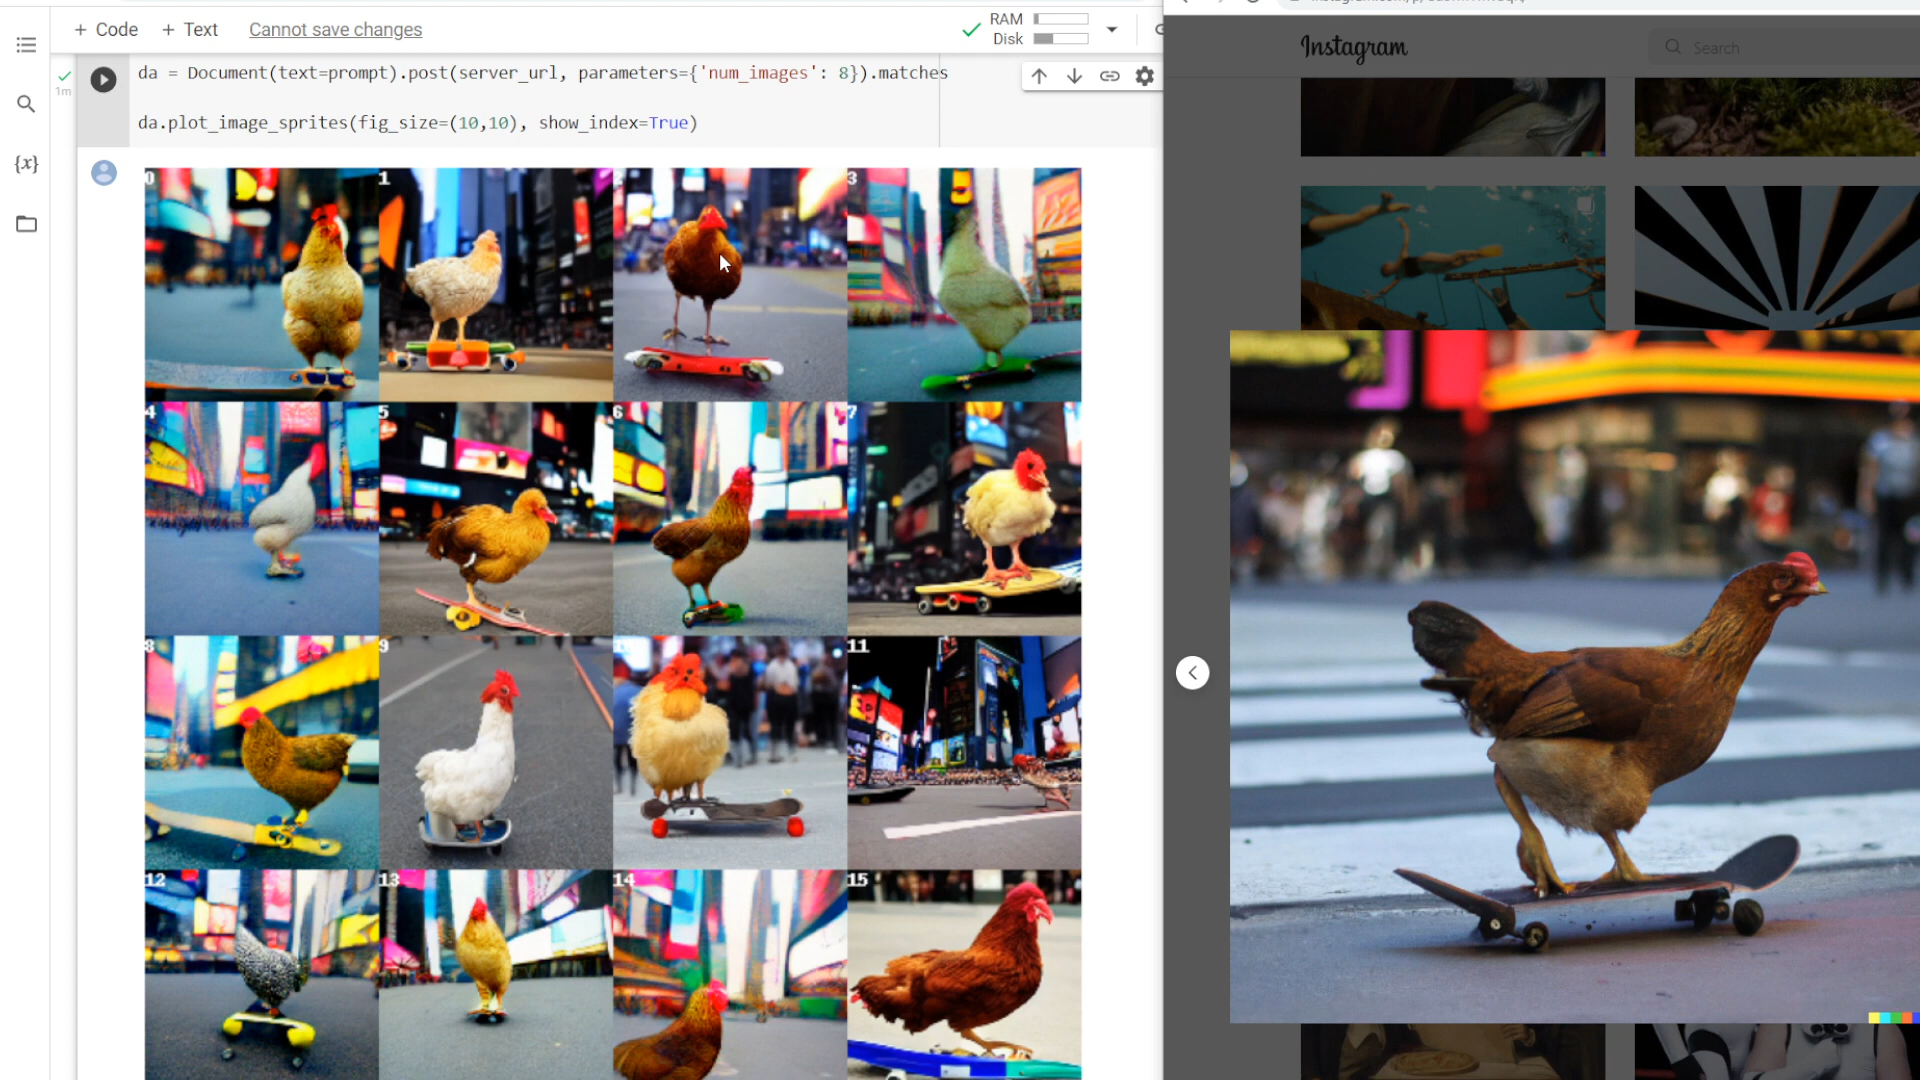 + Code + Text Cannot save changes
RAM
Disk
1m
da = Document(text=prompt).post(server_url, parameters={'num_images': 8}).matches
da.plot_image_sprites(fig_size=(10,10), show_index=True)
{x}
0 1 2 3
4 5 6 7
8 9 11
12 13 14 15
Instagram
Search